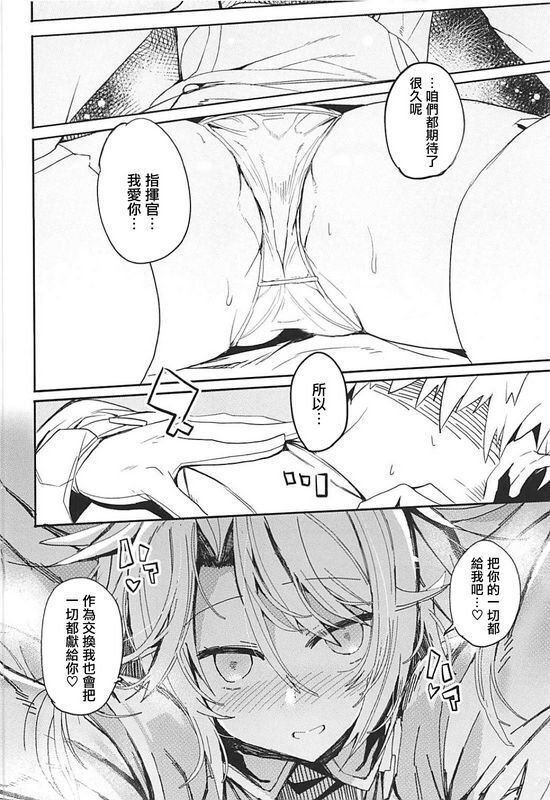 …咱們都期待了
很久呢
指揮官…
我愛你…
所以…
把你的一切都
給我吧…♡
作為交換我也會把
一切都獻給你♡